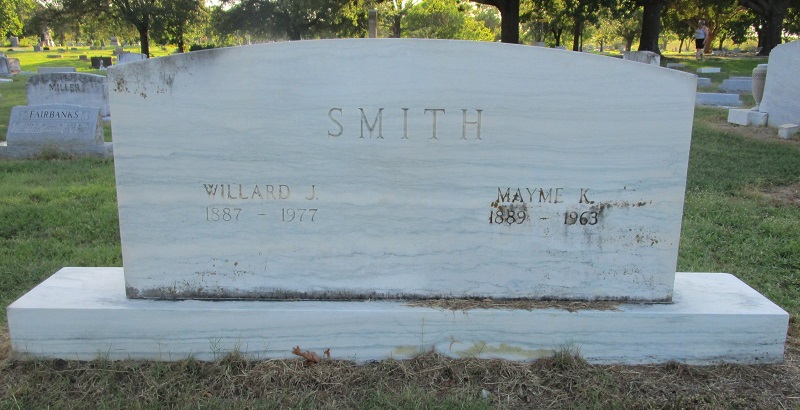 MILLER
FAIRBANKS
SMITH
WILLARD J.
1887 - 1977
MAYME K.
1889 - 1963